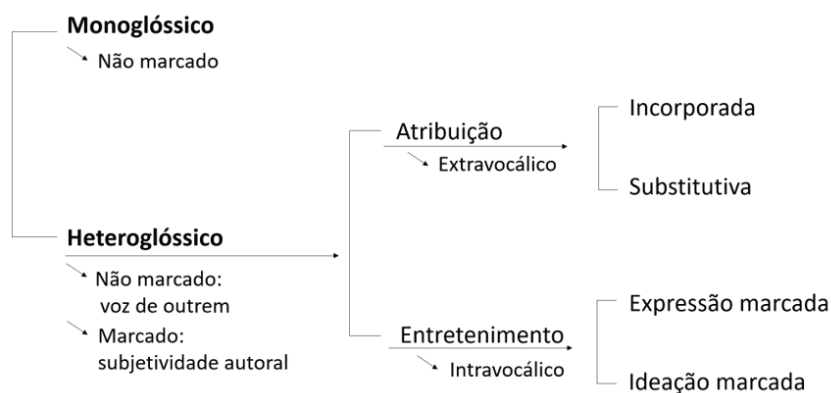 Monoglóssico
Não marcado
Heteroglóssico
Não marcado:
voz de outrem
Marcado:
subjetividade autoral
Atribuição
Extravocálico
Incorporada
Substitutiva
Entretenimento
Intravocálico
Expressão marcada
Ideação marcada